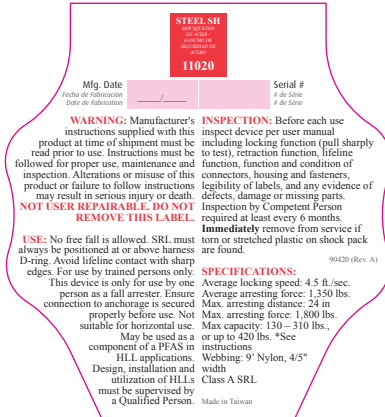 STEEL SH
MOUSQUETON
EN ACIER /
GANCHO DE
SEGURIDAD DE
ACERO
11020
Mfg. Date
Fecha de Fabricación
Date de Fabrication
_____/_____
Serial #
# de Série
# de Série
WARNING: Manufacturer's
instructions supplied with this
product at time of shipment must be
read prior to use. Instructions must be
followed for proper use, maintenance and
inspection. Alterations or misuse of this
product or failure to follow instructions
may result in serious injury or death.
NOT USER REPAIRABLE. DO NOT
REMOVE THIS LABEL.
USE: No free fall is allowed. SRL must
always be positioned at or above harness
D-ring. Avoid lifeline contact with sharp
edges. For use by trained persons only.
This device is only for use by one
person as a fall arrester. Ensure
connection to anchorage is secured
properly before use. Not
suitable for horizontal use.
May be used as a
component of a PFAS in
HLL applications.
Design, installation and
utilization of HLLs
must be supervised by
a Qualified Person.
INSPECTION: Before each use
inspect device per user manual
including locking function (pull sharply
to test), retraction function, lifeline
function, function and condition of
connectors, housing and fasteners,
legibility of labels, and any evidence of
defects, damage or missing parts.
Inspection by Competent Person
required at least every 6 months.
Immediately remove from service if
torn or stretched plastic on shock pack
are found.
90420 (Rev. A)
SPECIFICATIONS:
Average locking speed: 4.5 ft./sec.
Average arresting force: 1,350 lbs.
Max. arresting distance: 24 in
Max. arresting force: 1,800 lbs.
Max capacity: 130 – 310 lbs.,
or up to 420 lbs. *See
instructions
Webbing: 9' Nylon, 4/5"
width
Class A SRL
Made in Taiwan